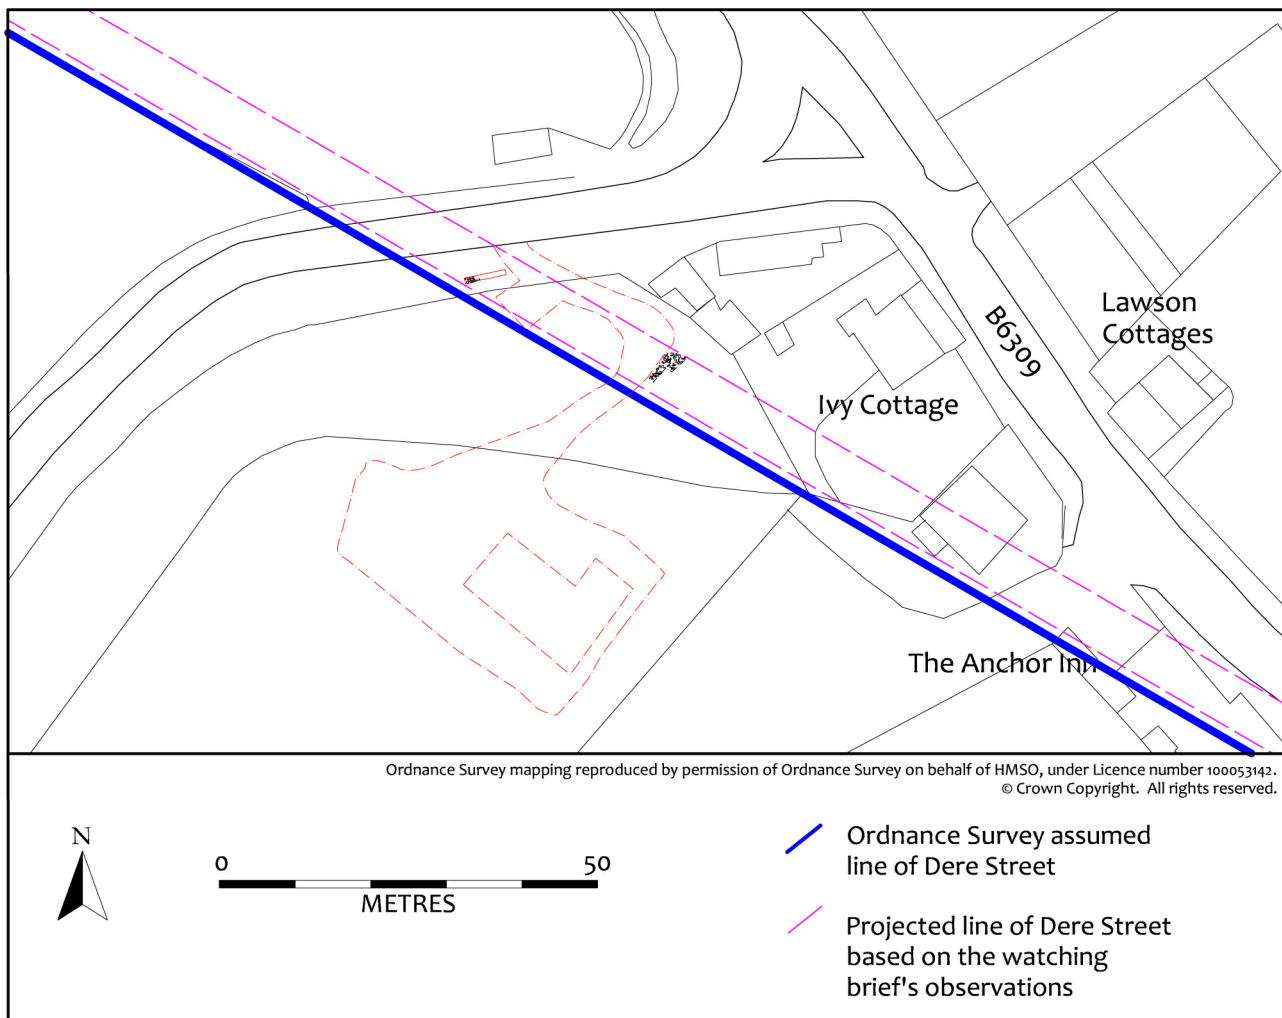 Lawson
Cottages
B6309
Ivy Cottage
The Anchor Inn
Ordnance Survey mapping reproduced by permission of Ordnance Survey on behalf of HMSO, under Licence number 100053142.
© Crown Copyright. All rights reserved.
N
0 50
METRES
Ordnance Survey assumed
line of Dere Street
Projected line of Dere Street
based on the watching
brief's observations